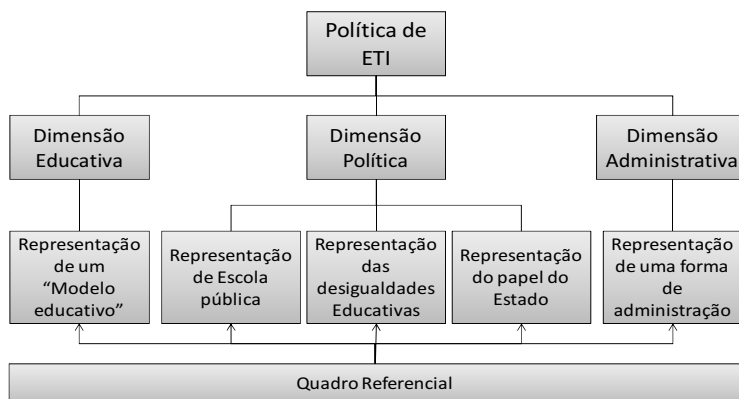 Política de
ETI
Dimensão
Educativa
Dimensão
Política
Dimensão
Administrativa
Representação
de um
“Modelo
educativo”
Representação
de Escola
pública
Representação
das
desigualdades
Educativas
Representação
do papel do
Estado
Representação
de uma forma
de
administração
Quadro Referencial